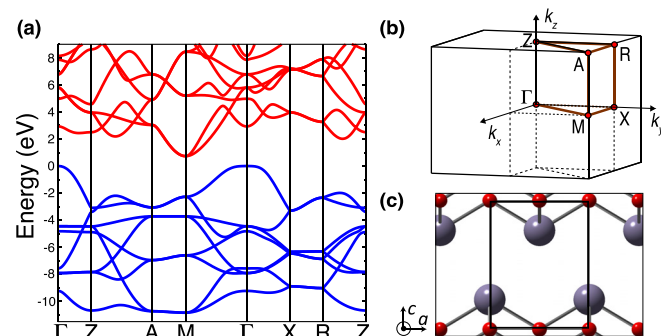 (a)
Energy (eV)
8
6
4
2
0
-2
-4
-6
-8
-10
Γ Z A M Γ X R Z
(b)
k_z
Z
R
A
Γ
k_x
M
X
k_y
(c)
c
a